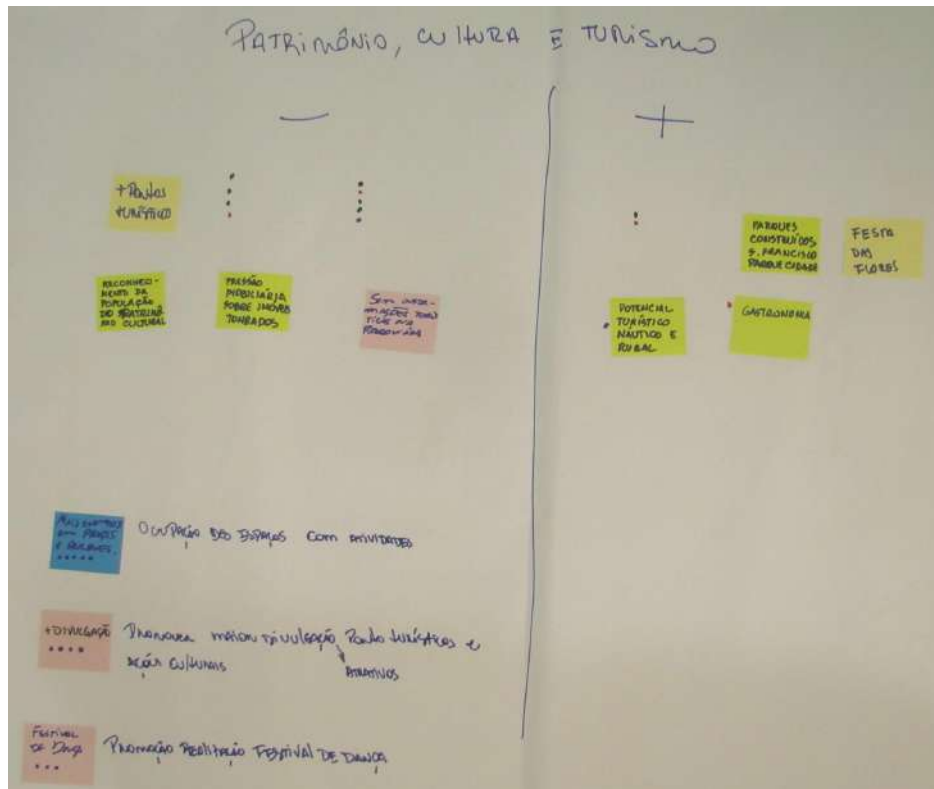 PATRIMÔNIO, CULTURA E TURISMO
−
+
+ PONTOS
TURÍSTICO
RECONHECI-
MENTO DA
POPULAÇÃO
DO PATRIMÔ-
NIO CULTURAL
PRESSÃO
IMOBILIÁRIA
SOBRE IMÓVEIS
TOMBADOS
SEM INFOR-
MAÇÕES TURÍS
TICAS NA
RODOVIÁRIA
PARQUES
CONSTRUÍDOS
S. FRANCISCO
PARQUE CIDADE
FESTA
DAS
FLORES
POTENCIAL
TURÍSTICO
NÁUTICO E
RURAL
GASTRONOMIA
OCUPAÇÃO DOS ESPAÇOS COM ATIVIDADES
+ DIVULGAÇÃO
PROMOVER MAIOR DIVULGAÇÃO PONTO TURÍSTICOS E
AÇÕES CULTURAIS
ATRATIVOS
FESTIVAL
DE DANÇA
PROMOÇÃO REALIZAÇÃO FESTIVAL DE DANÇA